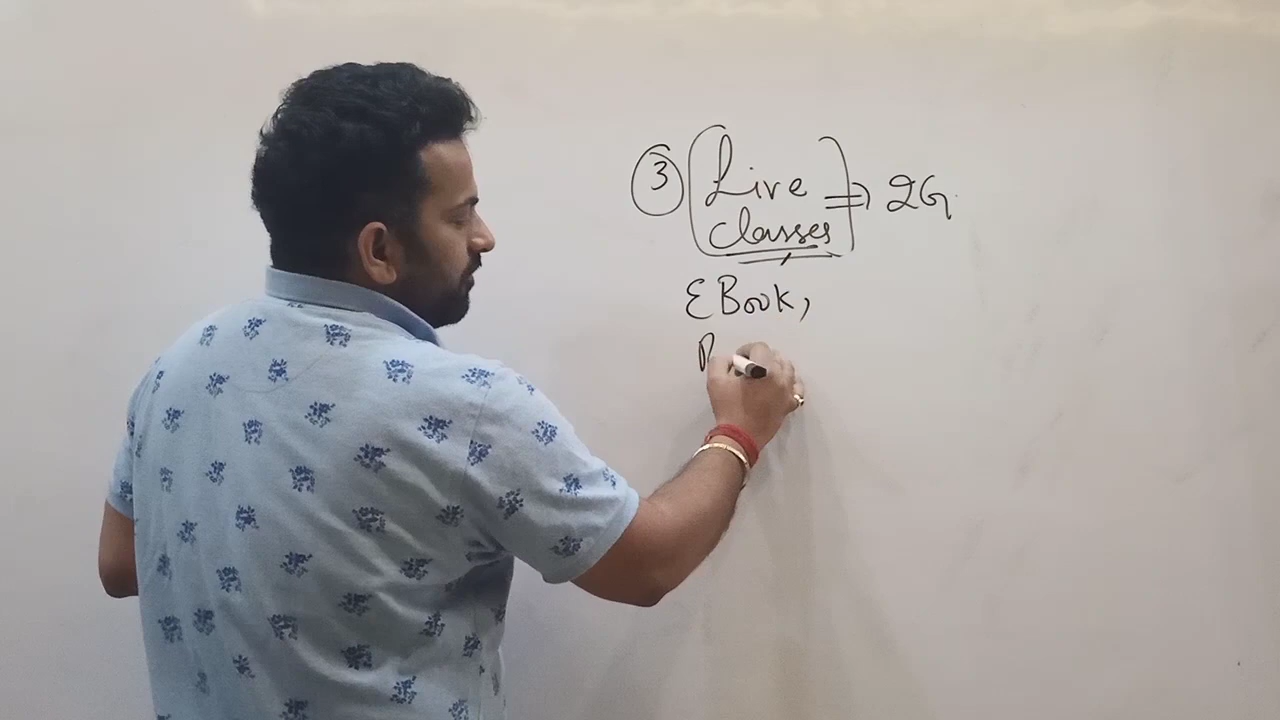 ③ (Live classes) ⇒ 2G
EBook,